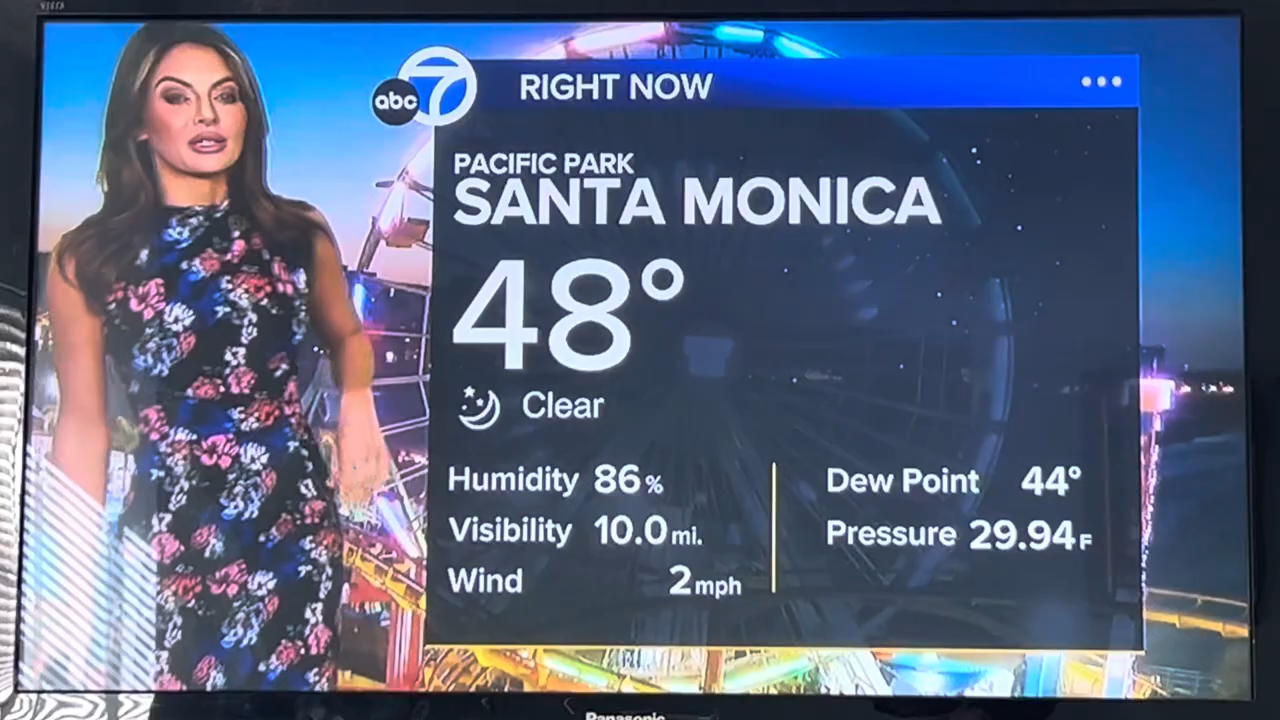 abc 7
RIGHT NOW
PACIFIC PARK
SANTA MONICA
48°
Clear
Humidity 86%
Visibility 10.0 mi.
Wind 2 mph
Dew Point 44°
Pressure 29.94 F
Panasonic